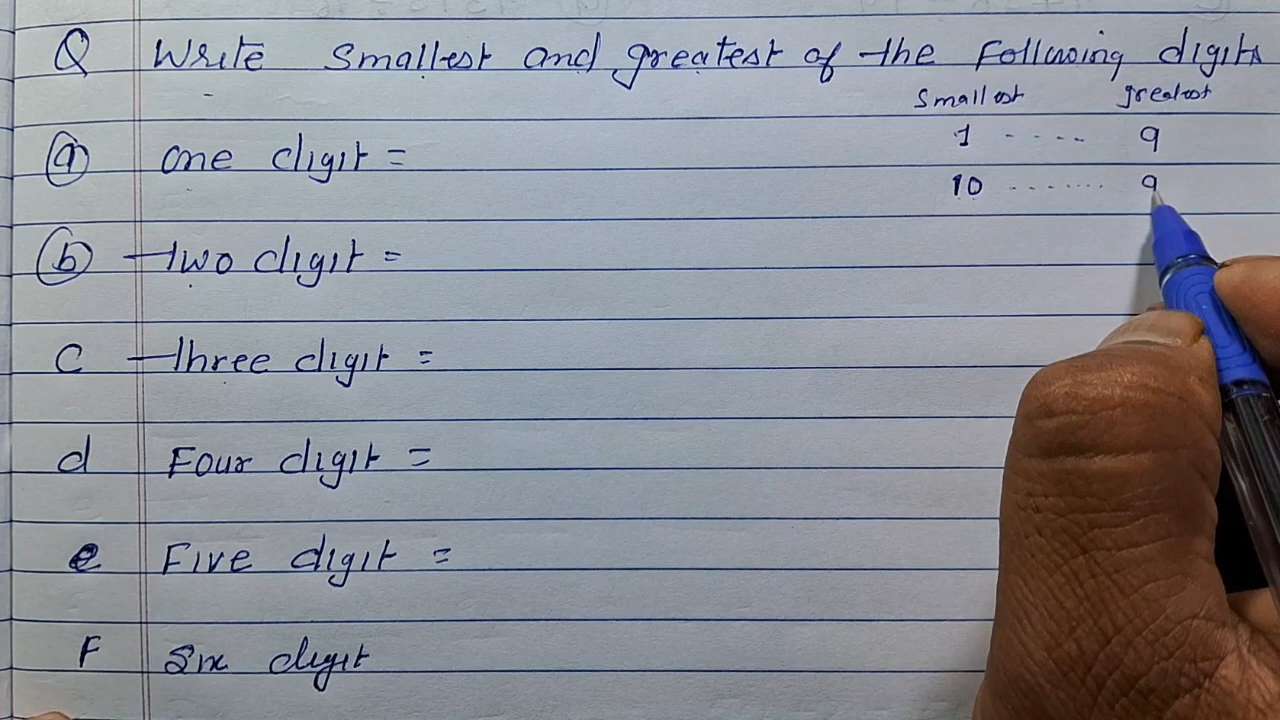 Q Write Smallest and greatest of the Following digits
Smallest greatest
1 ---- 9
a one digit =
10 ------- 9
b two digit =
C three digit =
d Four digit =
e Five digit =
F Six digit